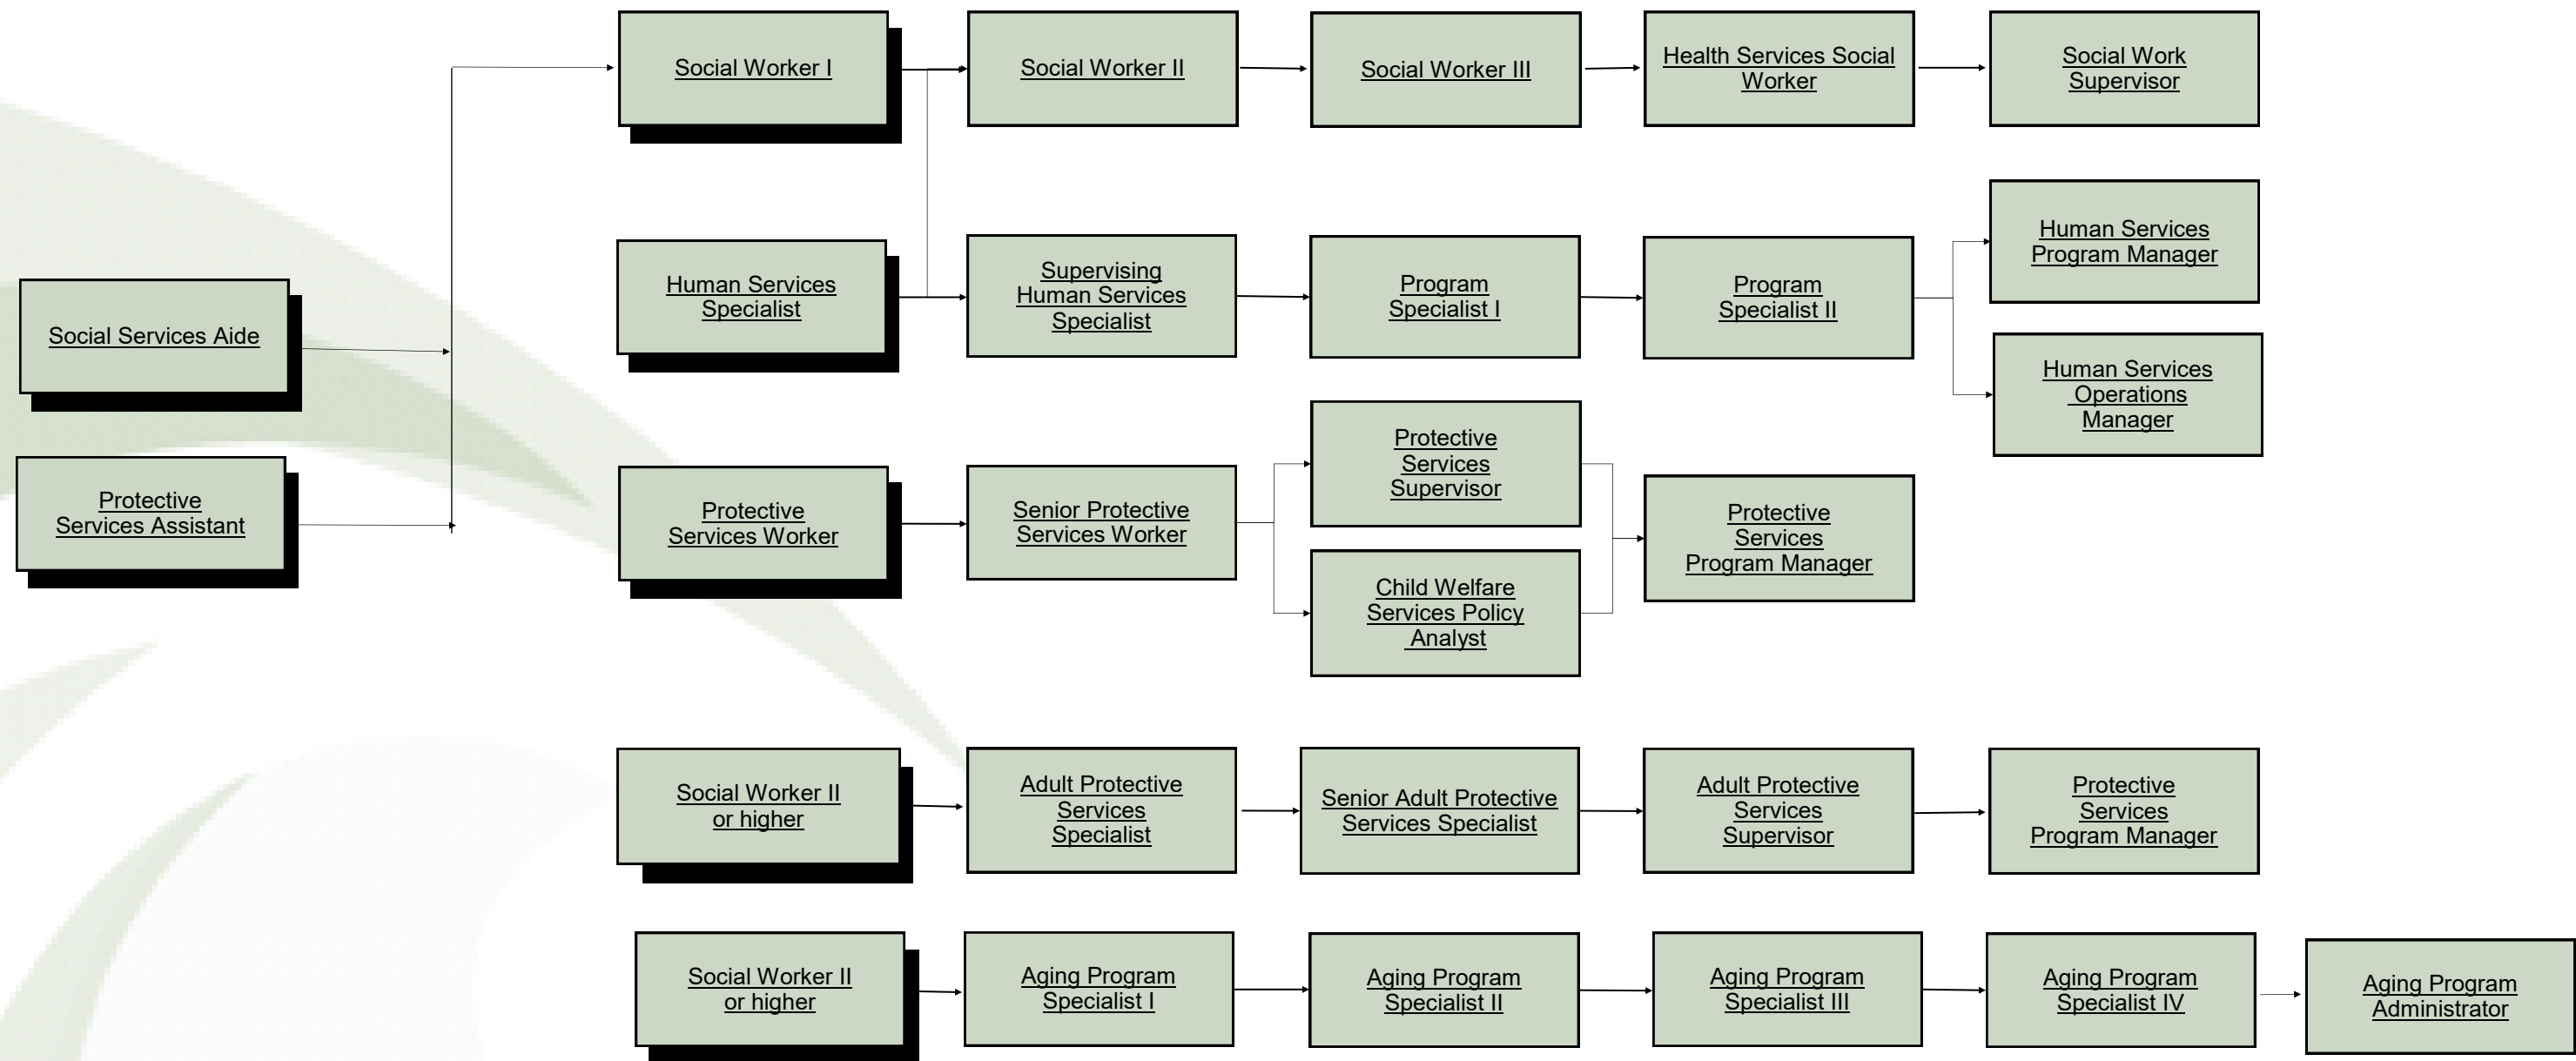 Social Worker I
Social Worker II
Social Worker III
Health Services Social
Worker
Social Work
Supervisor
Human Services
Program Manager
Human Services
Specialist
Supervising
Human Services
Specialist
Program
Specialist I
Program
Specialist II
Human Services
Operations
Manager
Social Services Aide
Protective
Services Assistant
Protective
Services Worker
Senior Protective
Services Worker
Protective
Services
Supervisor
Child Welfare
Services Policy
Analyst
Protective
Services
Program Manager
Social Worker II
or higher
Adult Protective
Services
Specialist
Senior Adult Protective
Services Specialist
Adult Protective
Services
Supervisor
Protective
Services
Program Manager
Social Worker II
or higher
Aging Program
Specialist I
Aging Program
Specialist II
Aging Program
Specialist III
Aging Program
Specialist IV
Aging Program
Administrator